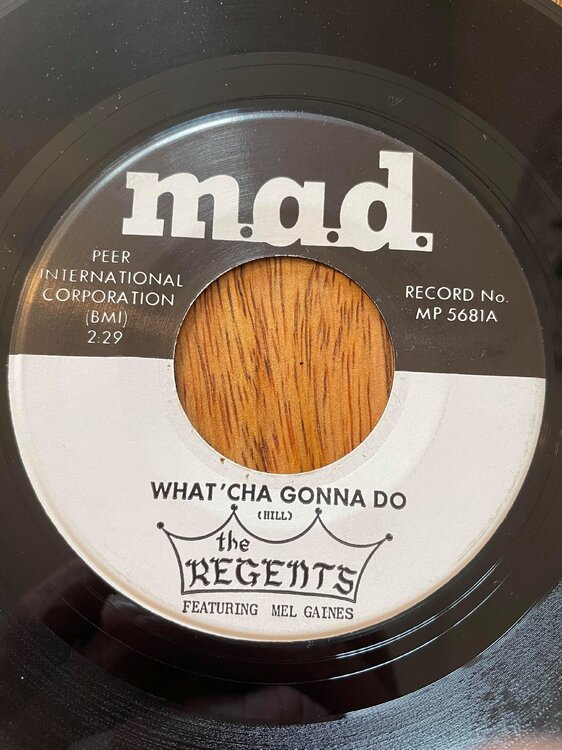 m.a.d.
PEER
INTERNATIONAL
CORPORATION
(BMI)
2:29
RECORD No.
MP 5681A
WHAT'CHA GONNA DO
(HILL)
the
REGENTS
FEATURING MEL GAINES